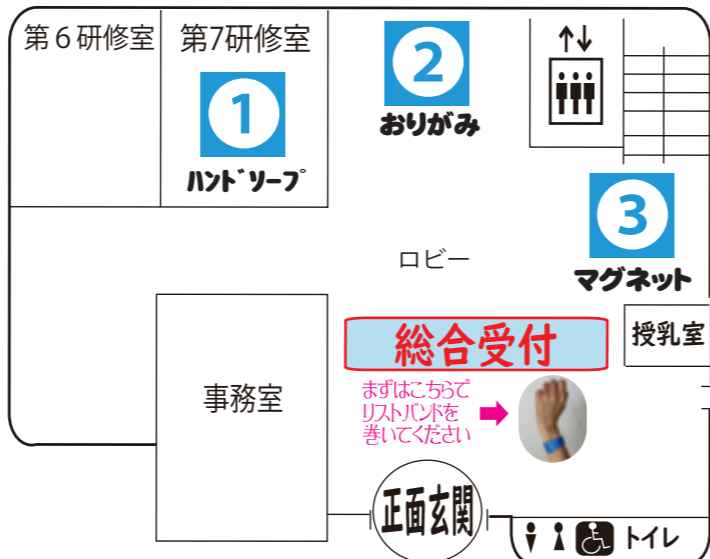 第6研修室
第7研修室
1
ハンドソープ
2
おりがみ
↑↓
3
マグネット
ロビー
総合受付
授乳室
まずはこちらで
リストバンドを
巻いてください
事務室
正面玄関
トイレ